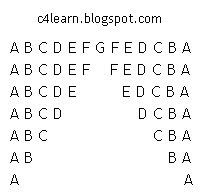 c4learn.blogspot.com
A B C D E F G F E D C B A
A B C D E F   F E D C B A
A B C D E       E D C B A
A B C D           D C B A
A B C               C B A
A B                   B A
A                       A